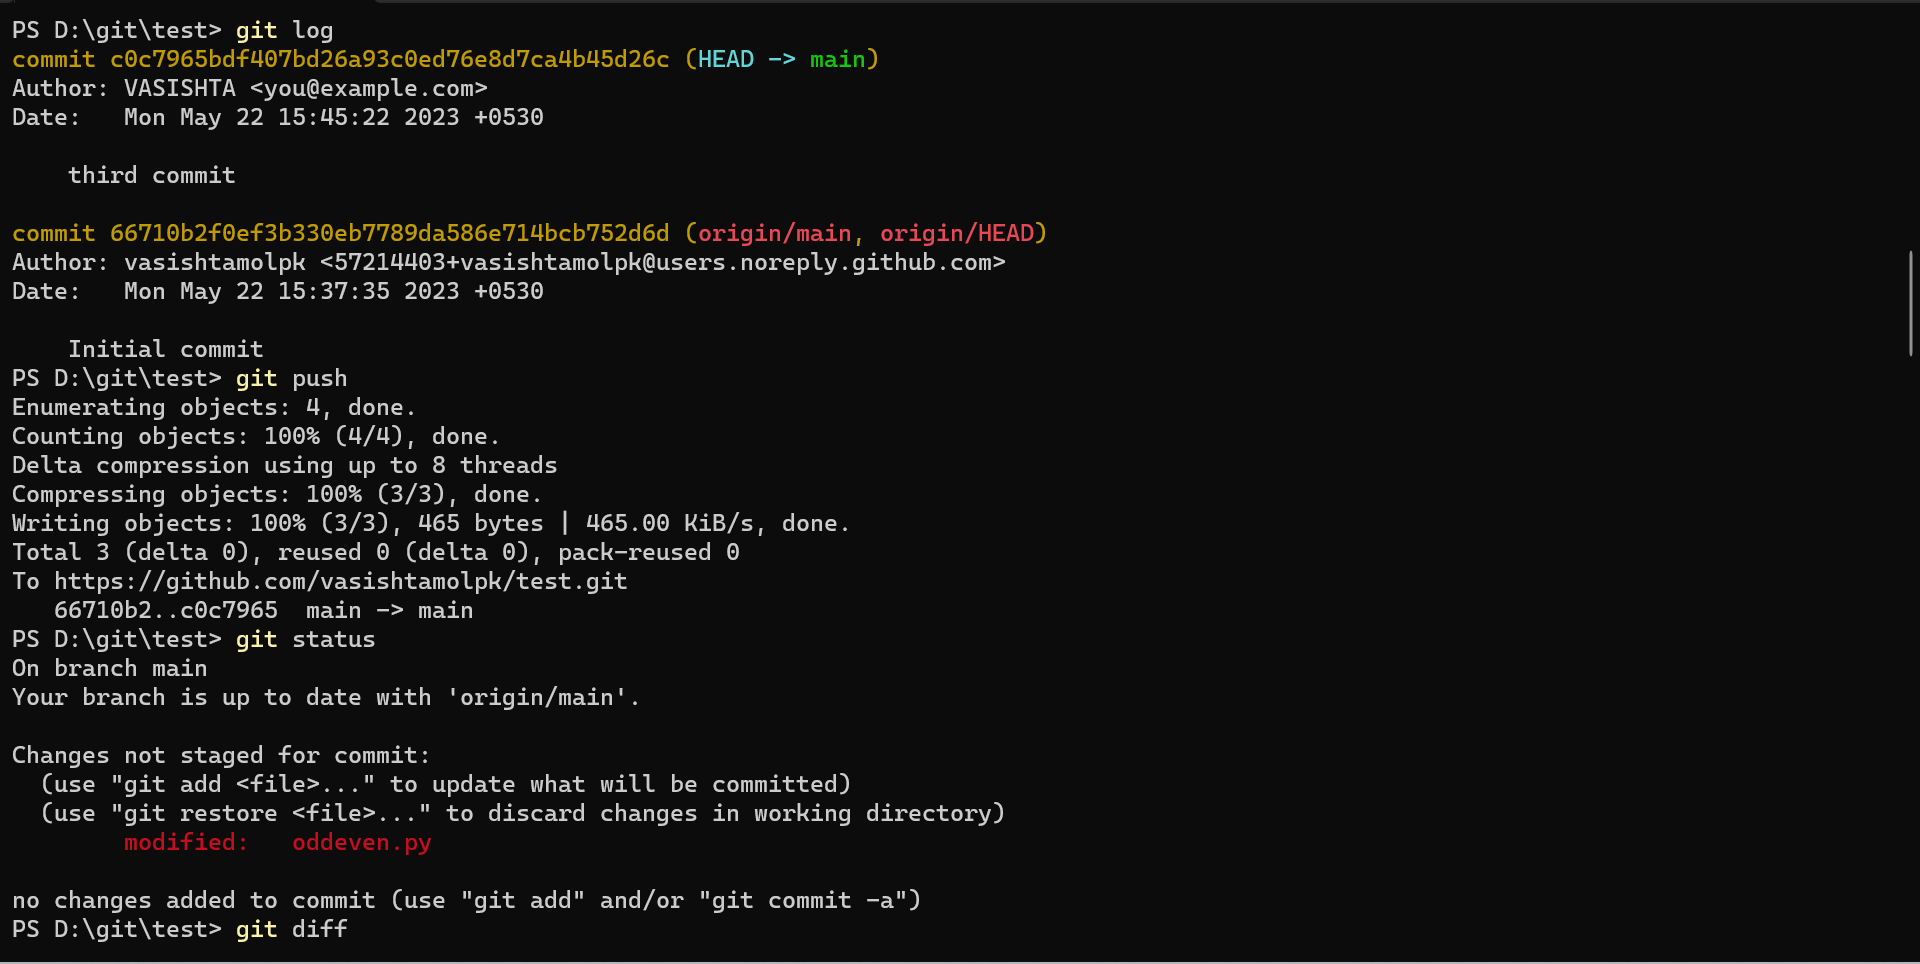 PS D:\git\test> git log
commit c0c7965bdf407bd26a93c0ed76e8d7ca4b45d26c (HEAD -> main)
Author: VASISHTA <you@example.com>
Date:   Mon May 22 15:45:22 2023 +0530

    third commit

commit 66710b2f0ef3b330eb7789da586e714bcb752d6d (origin/main, origin/HEAD)
Author: vasishtamolpk <57214403+vasishtamolpk@users.noreply.github.com>
Date:   Mon May 22 15:37:35 2023 +0530

    Initial commit
PS D:\git\test> git push
Enumerating objects: 4, done.
Counting objects: 100% (4/4), done.
Delta compression using up to 8 threads
Compressing objects: 100% (3/3), done.
Writing objects: 100% (3/3), 465 bytes | 465.00 KiB/s, done.
Total 3 (delta 0), reused 0 (delta 0), pack-reused 0
To https://github.com/vasishtamolpk/test.git
   66710b2..c0c7965  main -> main
PS D:\git\test> git status
On branch main
Your branch is up to date with 'origin/main'.

Changes not staged for commit:
  (use "git add <file>..." to update what will be committed)
  (use "git restore <file>..." to discard changes in working directory)
        modified:   oddeven.py

no changes added to commit (use "git add" and/or "git commit -a")
PS D:\git\test> git diff